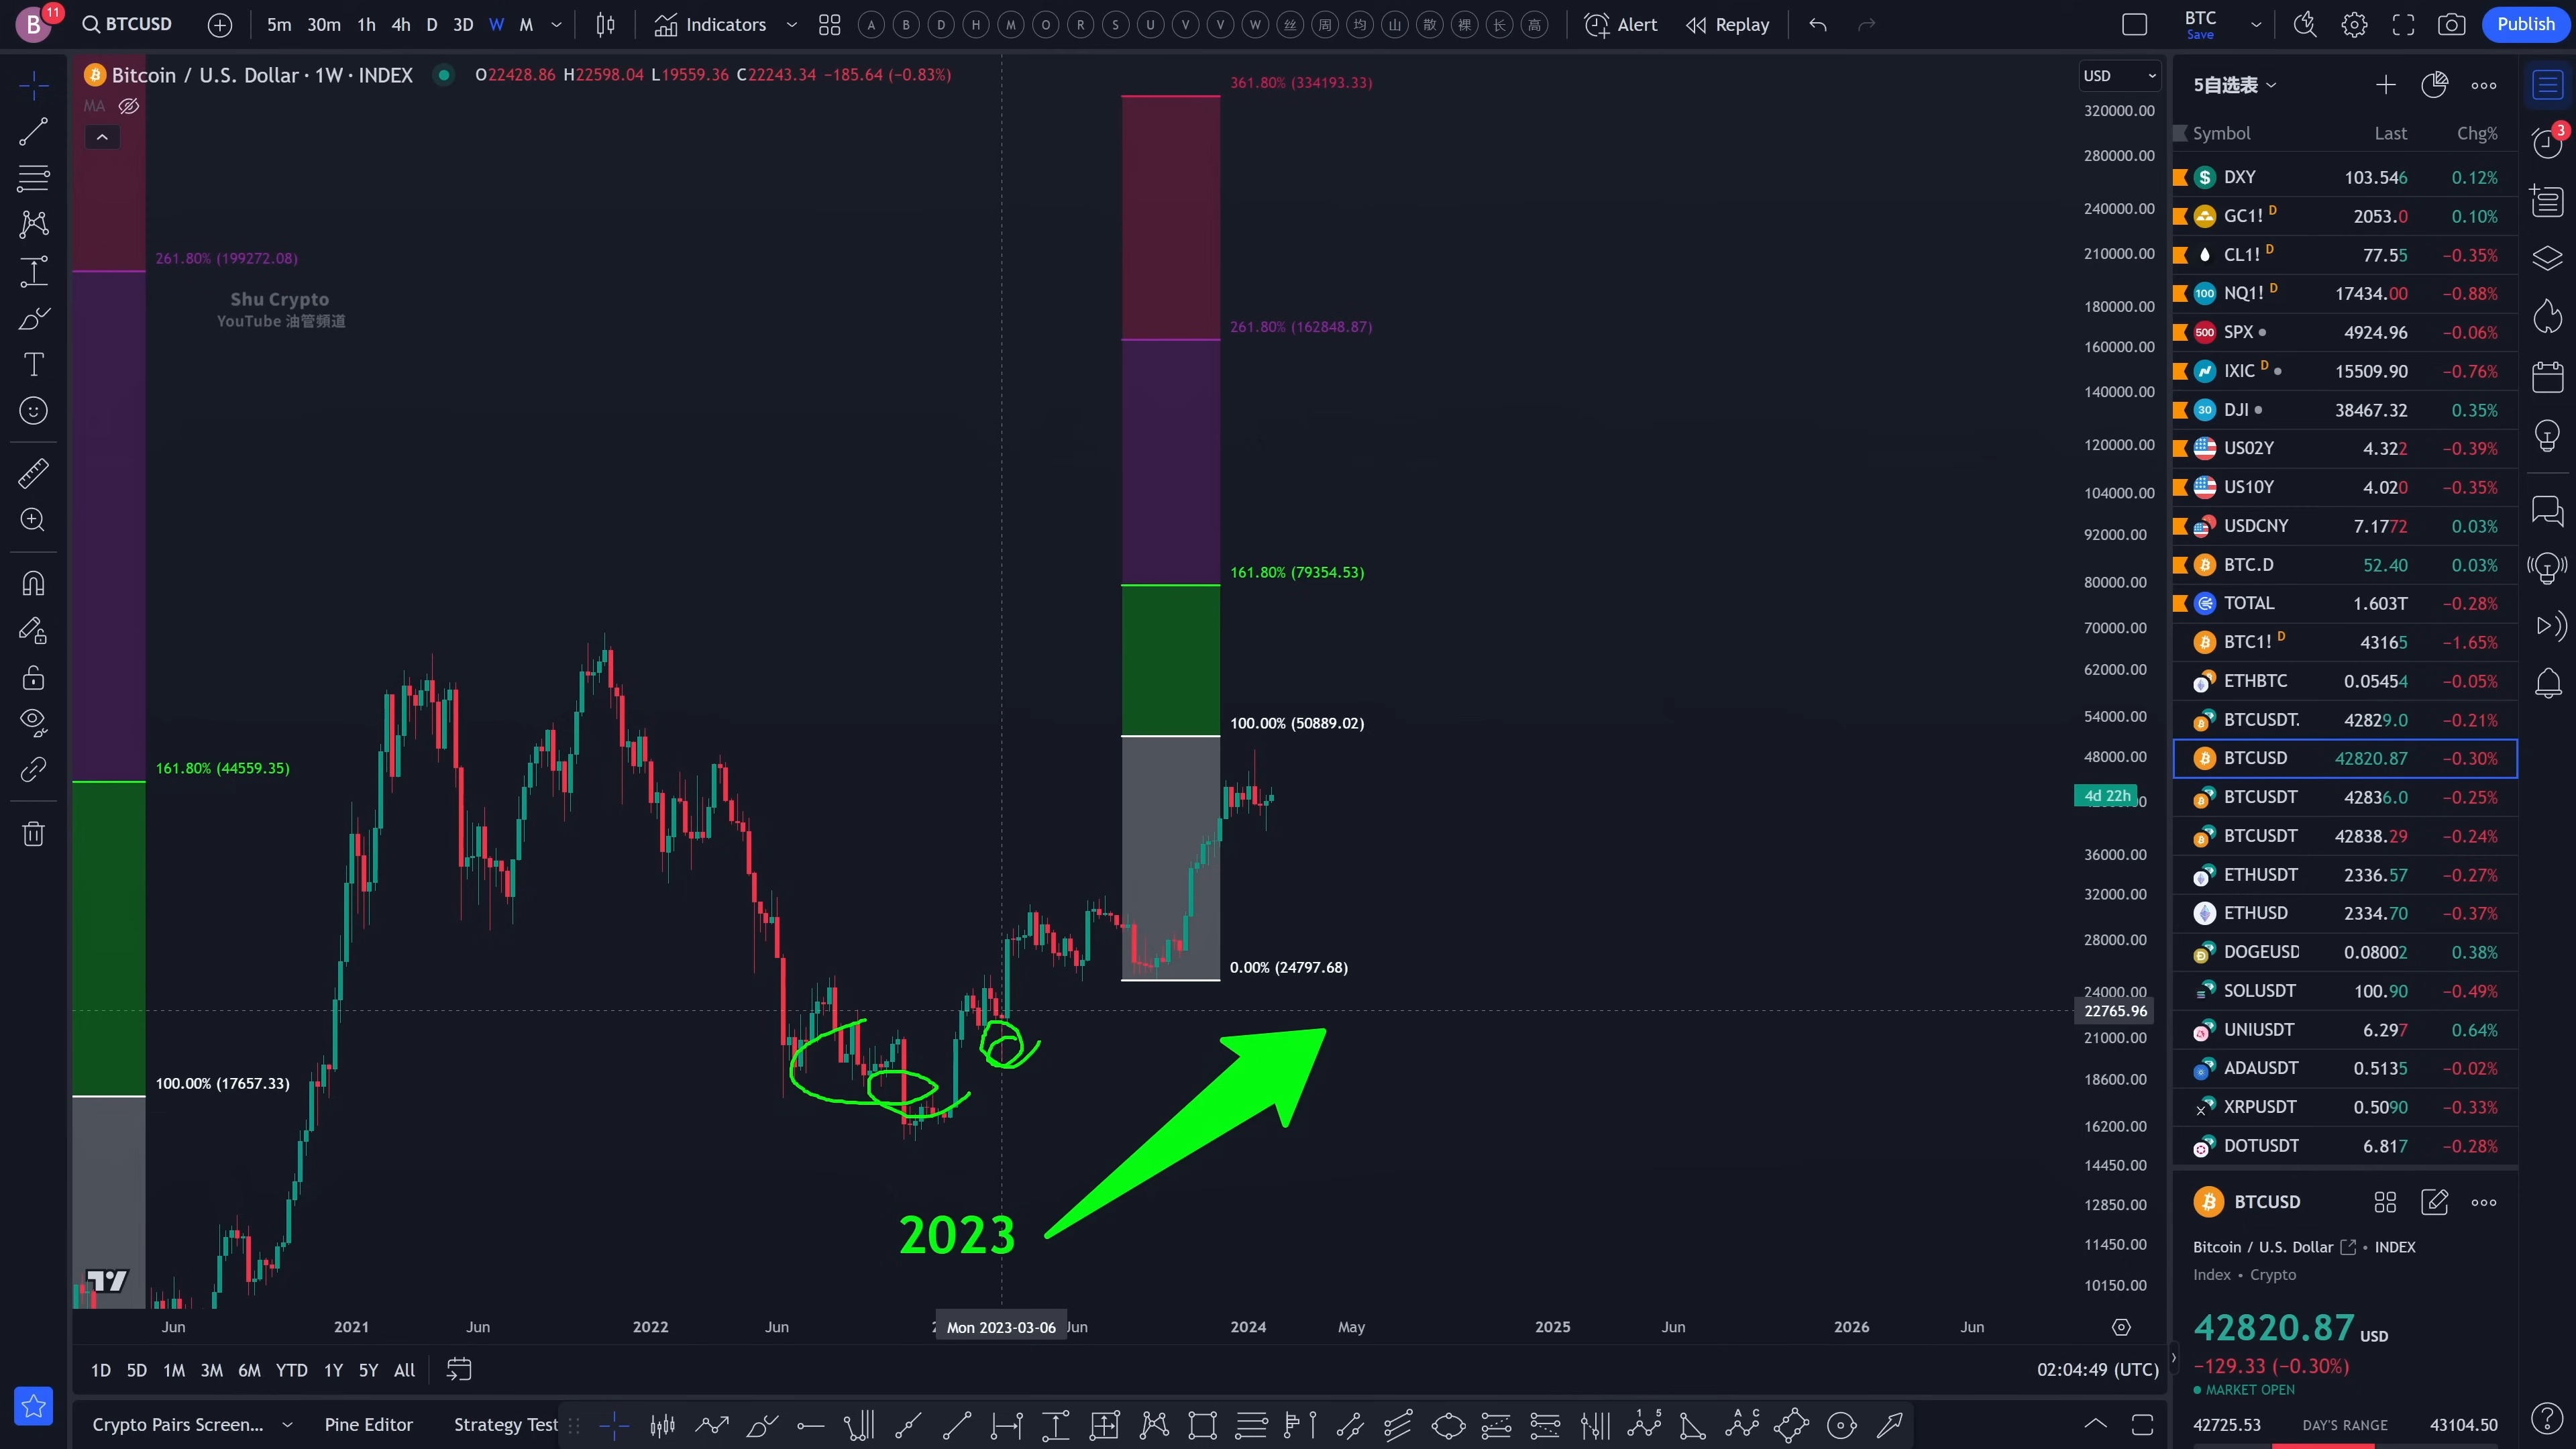 B 11 BTCUSD 5m 30m 1h 4h D 3D W M Indicators A B D H M O R S U V V W 丝 周 均 山 散 裸 长 高 Alert Replay BTC Save Publish
Bitcoin / U.S. Dollar · 1W · INDEX O22428.86 H22598.04 L19559.36 C22243.34 −185.64 (−0.83%)
MA
361.80% (334193.33)
261.80% (199272.08)
Shu Crypto
YouTube 油管頻道
261.80% (162848.87)
161.80% (79354.53)
100.00% (50889.02)
161.80% (44559.35)
0.00% (24797.68)
100.00% (17657.33)
2023
USD
320000.00
280000.00
240000.00
210000.00
180000.00
160000.00
140000.00
120000.00
104000.00
92000.00
80000.00
70000.00
62000.00
54000.00
48000.00
4d 22h
36000.00
32000.00
28000.00
24000.00
22765.96
21000.00
18600.00
16200.00
14450.00
12850.00
11450.00
10150.00
Jun 2021 Jun 2022 Jun Mon 2023-03-06 Jun 2024 May 2025 Jun 2026 Jun
1D 5D 1M 3M 6M YTD 1Y 5Y All 02:04:49 (UTC)
Crypto Pairs Screen... Pine Editor Strategy Test
5自选表
3
Symbol Last Chg%
DXY 103.546 0.12%
GC1! D 2053.0 0.10%
CL1! D 77.55 −0.35%
100 NQ1! D 17434.00 −0.88%
500 SPX 4924.96 −0.06%
IXIC D 15509.90 −0.76%
30 DJI 38467.32 0.35%
US02Y 4.322 −0.39%
US10Y 4.020 −0.35%
USDCNY 7.1772 0.03%
BTC.D 52.40 0.03%
TOTAL 1.603T −0.28%
BTC1! D 43165 −1.65%
ETHBTC 0.05454 −0.05%
BTCUSDT. 42829.0 −0.21%
BTCUSD 42820.87 −0.30%
BTCUSDT 42836.0 −0.25%
BTCUSDT 42838.29 −0.24%
ETHUSDT 2336.57 −0.27%
ETHUSD 2334.70 −0.37%
DOGEUSD 0.08002 0.38%
SOLUSDT 100.90 −0.49%
UNIUSDT 6.297 0.64%
ADAUSDT 0.5135 −0.02%
XRPUSDT 0.5090 −0.33%
DOTUSDT 6.817 −0.28%
BTCUSD
Bitcoin / U.S. Dollar • INDEX
Index • Crypto
42820.87 USD
−129.33 (−0.30%)
MARKET OPEN
42725.53 DAY'S RANGE 43104.50